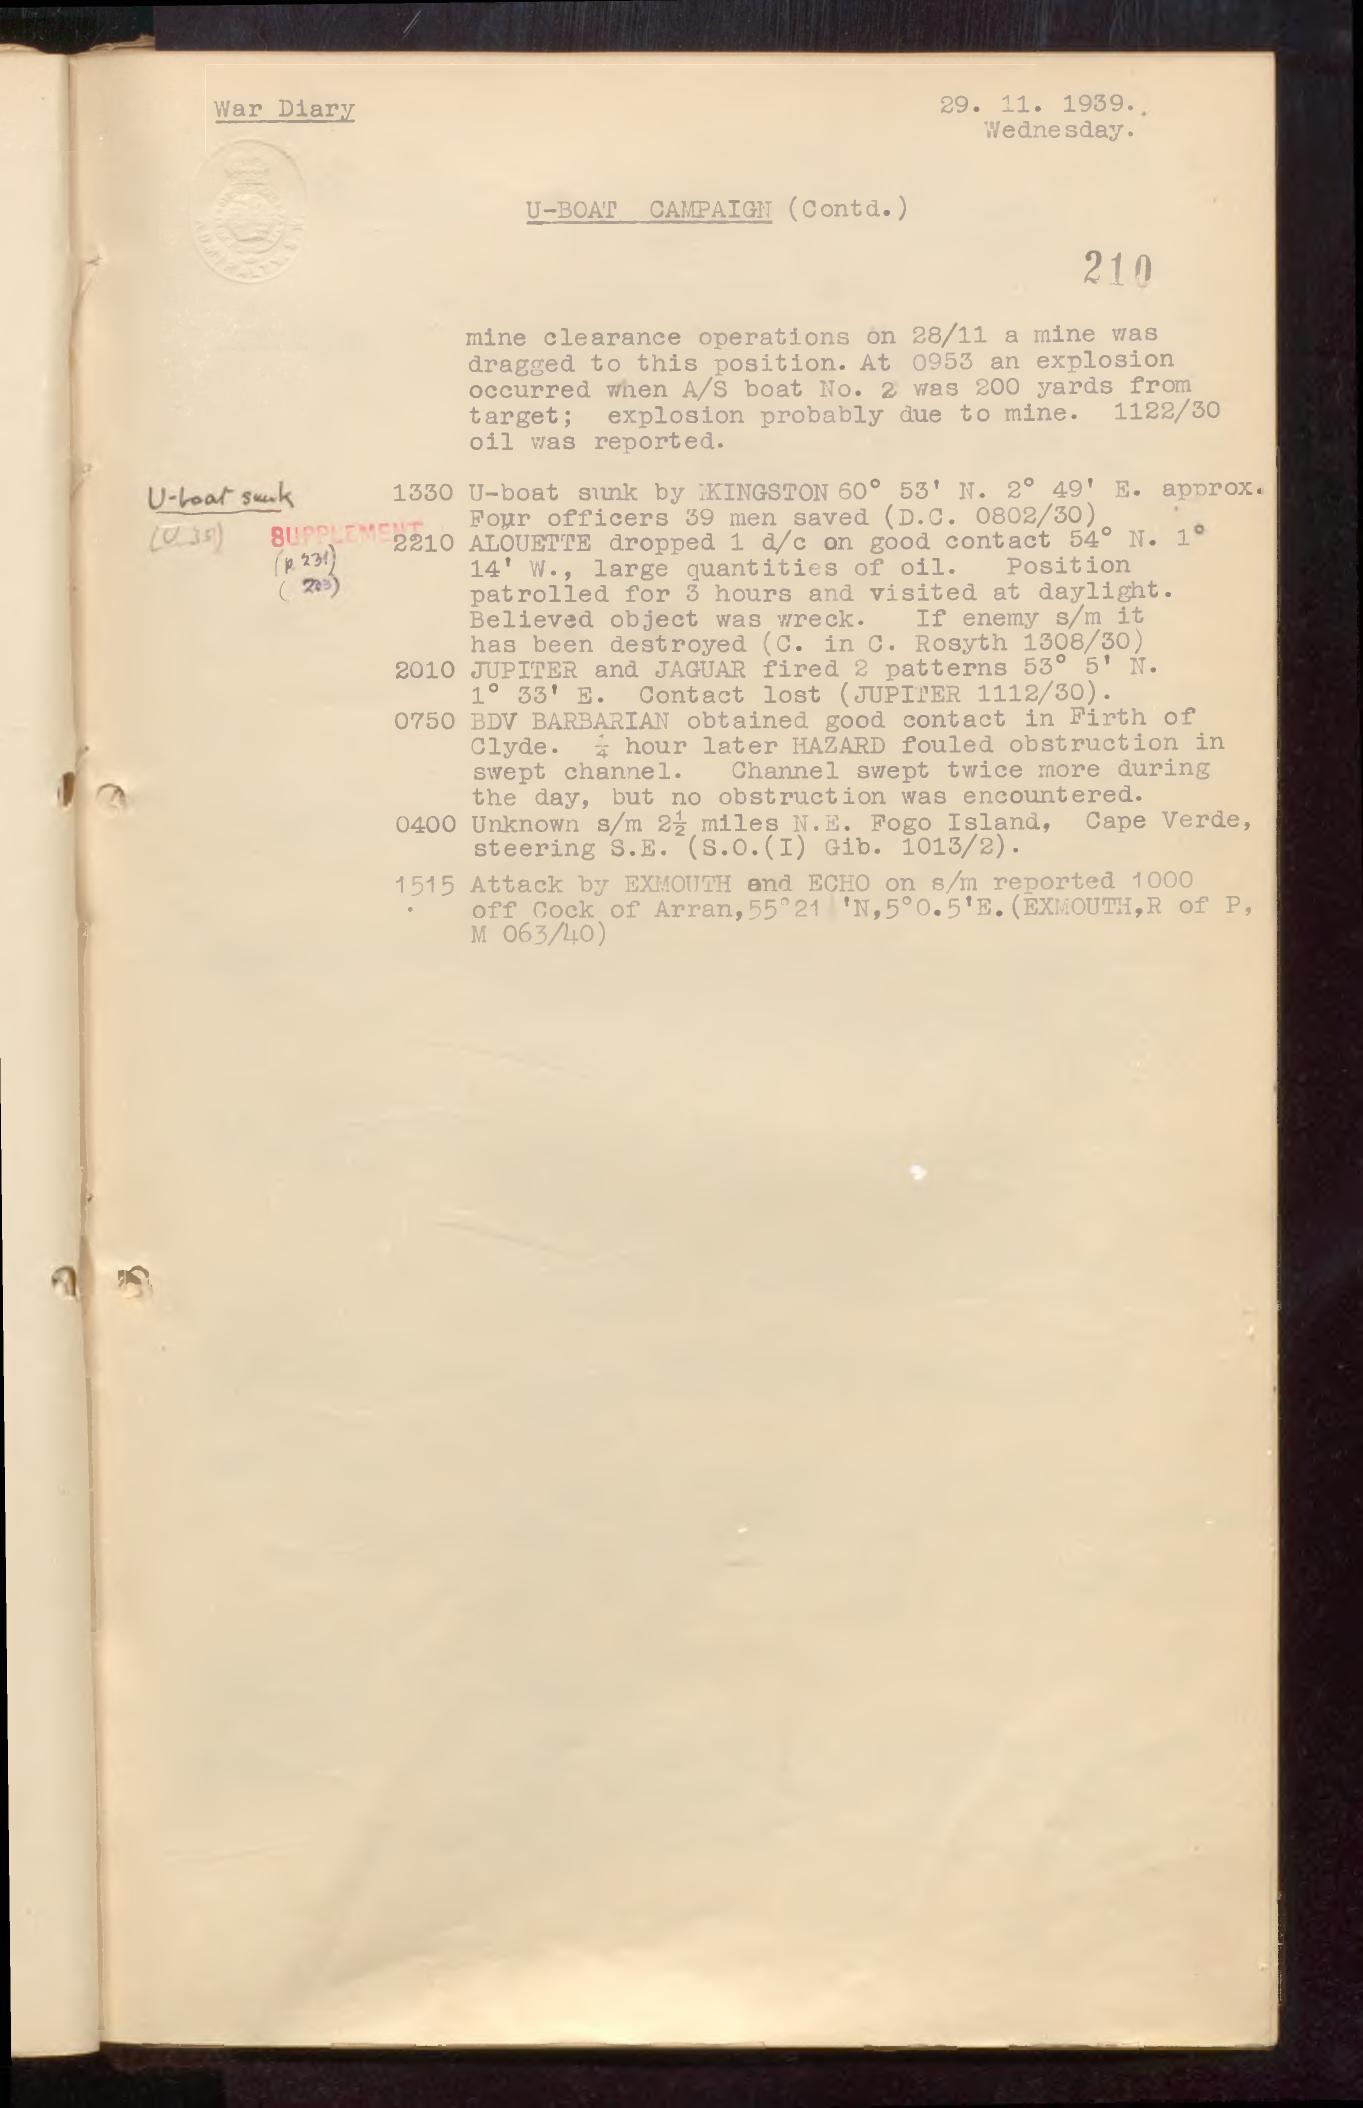 War Diary
29. 11. 1939.
Wednesday.
U-BOAT CAMPAIGN (Contd.)
210
mine clearance operations on 28/11 a mine was
dragged to this position. At 0953 an explosion
occurred when A/S boat No. 2 was 200 yards from
target; explosion probably due to mine. 1122/30
oil was reported.
U-boat sunk
(U 35)
SUPPLEMENT
(p 231)
( 203)
1330 U-boat sunk by KINGSTON 60° 53' N. 2° 49' E. approx.
Four officers 39 men saved (D.C. 0802/30)
2210 ALOUETTE dropped 1 d/c on good contact 54° N. 1°
14' W., large quantities of oil. Position
patrolled for 3 hours and visited at daylight.
Believed object was wreck. If enemy s/m it
has been destroyed (C. in C. Rosyth 1308/30)
2010 JUPITER and JAGUAR fired 2 patterns 53° 5' N.
1° 33' E. Contact lost (JUPITER 1112/30).
0750 BDV BARBARIAN obtained good contact in Firth of
Clyde. ¼ hour later HAZARD fouled obstruction in
swept channel. Channel swept twice more during
the day, but no obstruction was encountered.
0400 Unknown s/m 2½ miles N.E. Fogo Island, Cape Verde,
steering S.E. (S.O.(I) Gib. 1013/2).
1515 Attack by EXMOUTH and ECHO on s/m reported 1000
off Cock of Arran,55°21 'N,5°0.5'E.(EXMOUTH,R of P,
M 063/40)